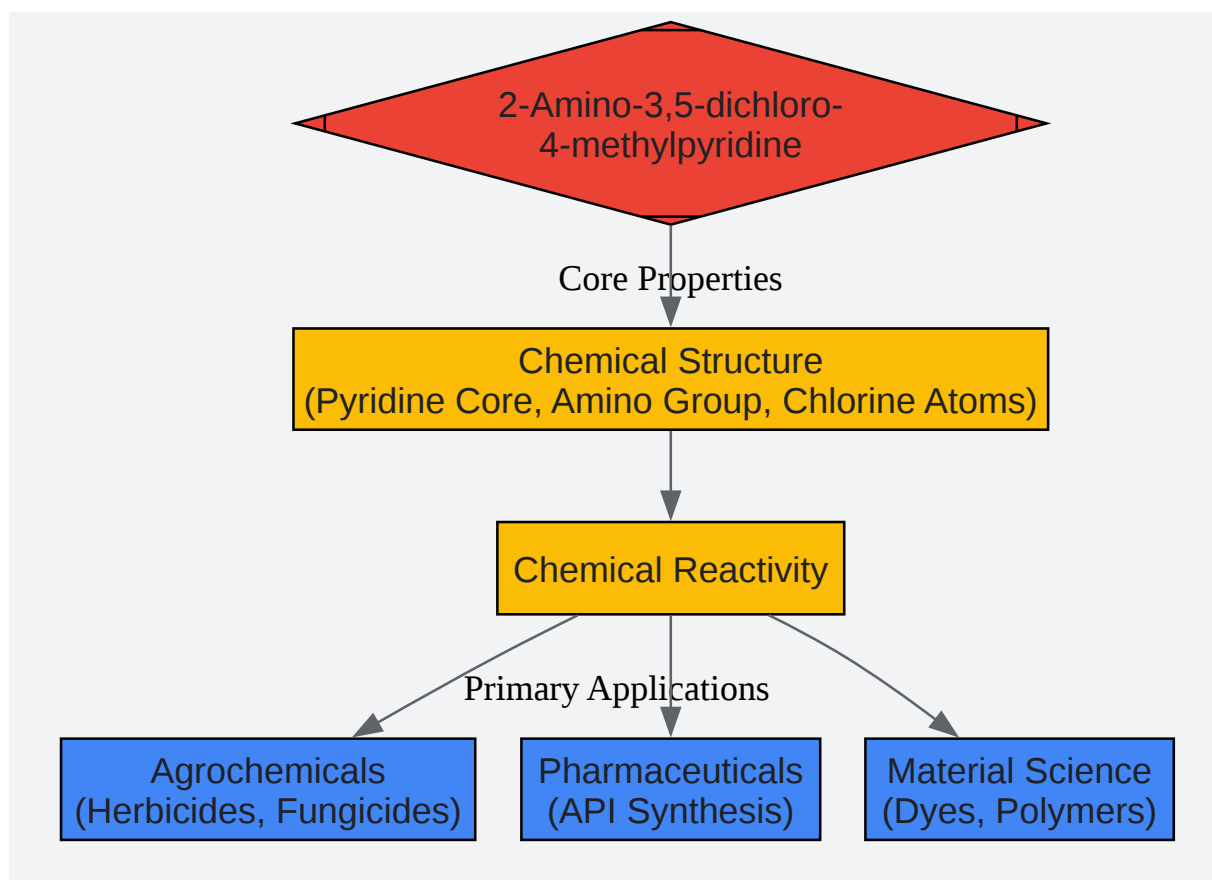 2-Amino-3,5-dichloro-
4-methylpyridine
Core Properties
Chemical Structure
(Pyridine Core, Amino Group, Chlorine Atoms)
Chemical Reactivity
Primary Applications
Agrochemicals
(Herbicides, Fungicides)
Pharmaceuticals
(API Synthesis)
Material Science
(Dyes, Polymers)